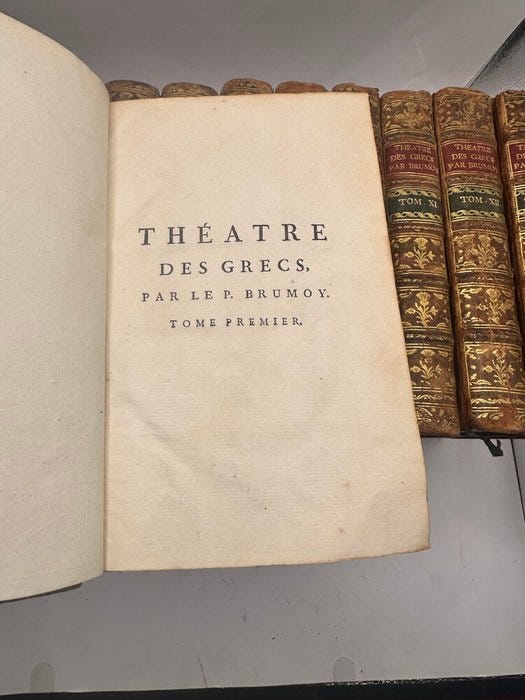 THÉATRE
DES GRECS,
PAR LE P. BRUMOY.
TOME PREMIER.
THEATRE
DES GRECS
PAR BRUMOY
TOM. XI
THEATRE
DES GRECS
PAR BRUMOY
TOM. XII